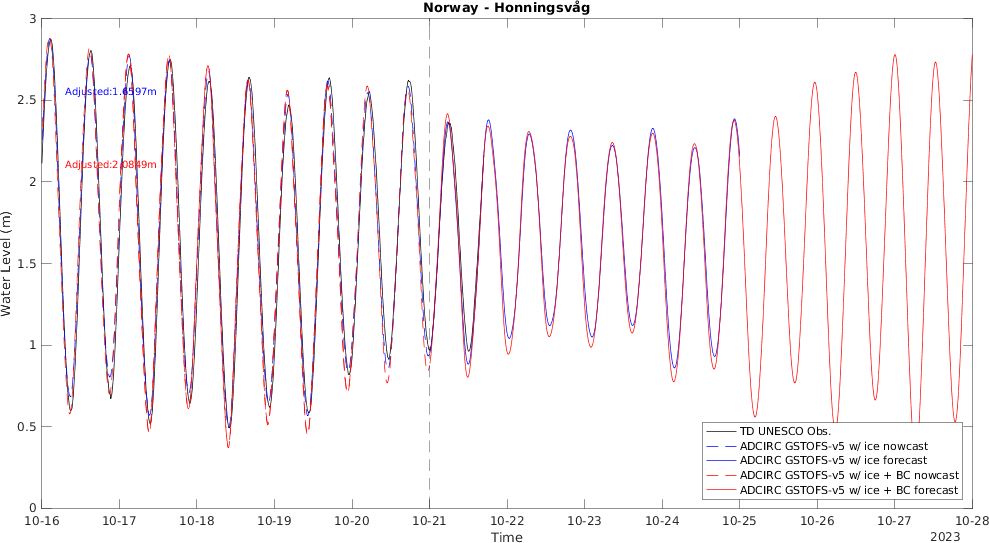 Norway - Honningsvåg
3
2.5
2
1.5
1
0.5
0
Water Level (m)
Adjusted:1.6597m
Adjusted:2.0849m
TD UNESCO Obs.
ADCIRC GSTOFS-v5 w/ ice nowcast
ADCIRC GSTOFS-v5 w/ ice forecast
ADCIRC GSTOFS-v5 w/ ice + BC nowcast
ADCIRC GSTOFS-v5 w/ ice + BC forecast
10-16 10-17 10-18 10-19 10-20 10-21 10-22 10-23 10-24 10-25 10-26 10-27 10-28
Time
2023